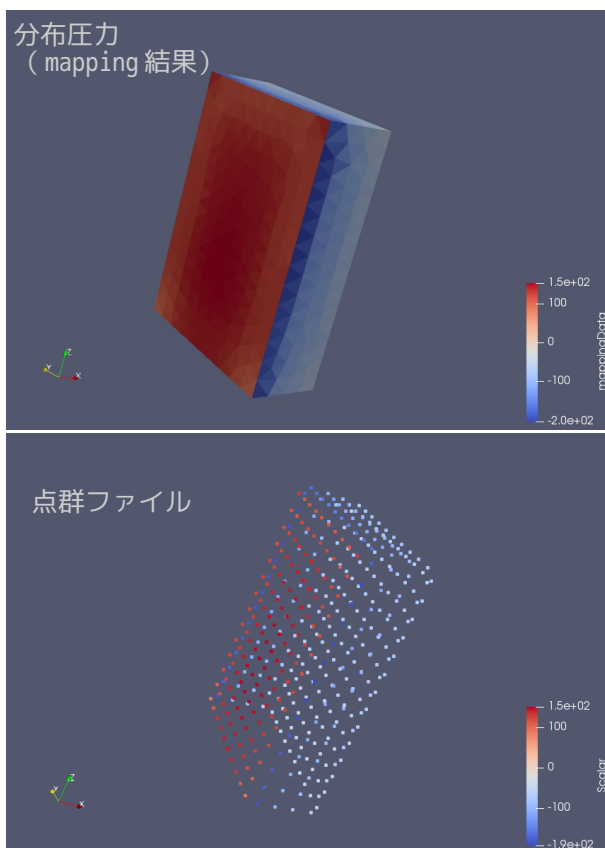 分布圧力
（mapping 結果）
1.5e+02
100
0
-100
-2.0e+02
mappingData
Z
Y
X
点群ファイル
1.5e+02
100
0
-100
-1.9e+02
Scalar
Z
Y
X